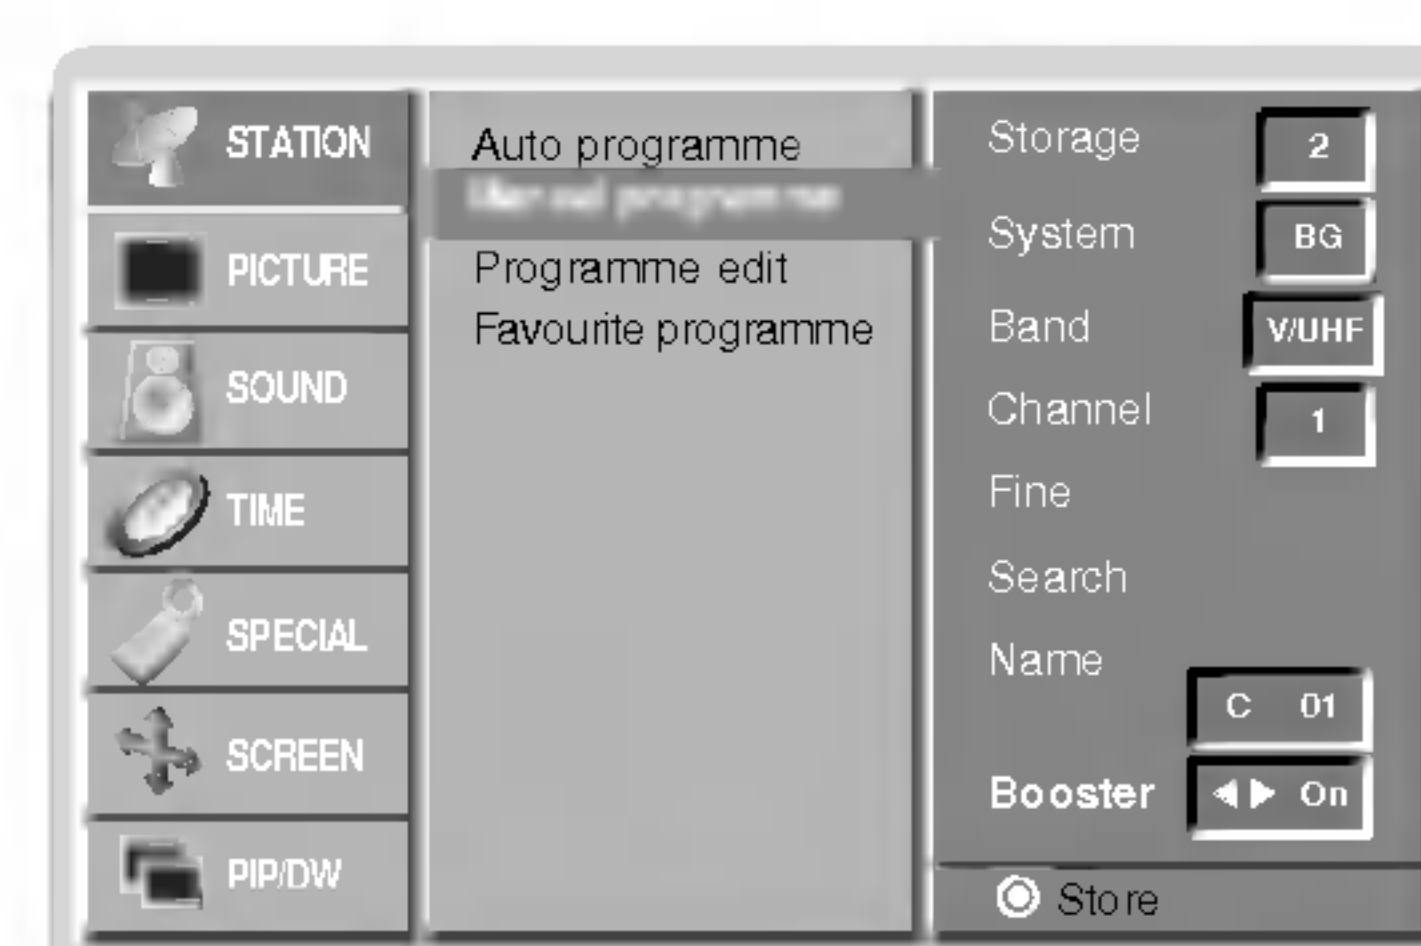 STATION
PICTURE
SOUND
TIME
SPECIAL
SCREEN
PIP/DW
Auto programme
programme
Programme edit
Favourite programme
Storage 2
System BG
Band V/UHF
Channel 1
Fine
Search
Name
C 01
Booster ◀▶ On
Store